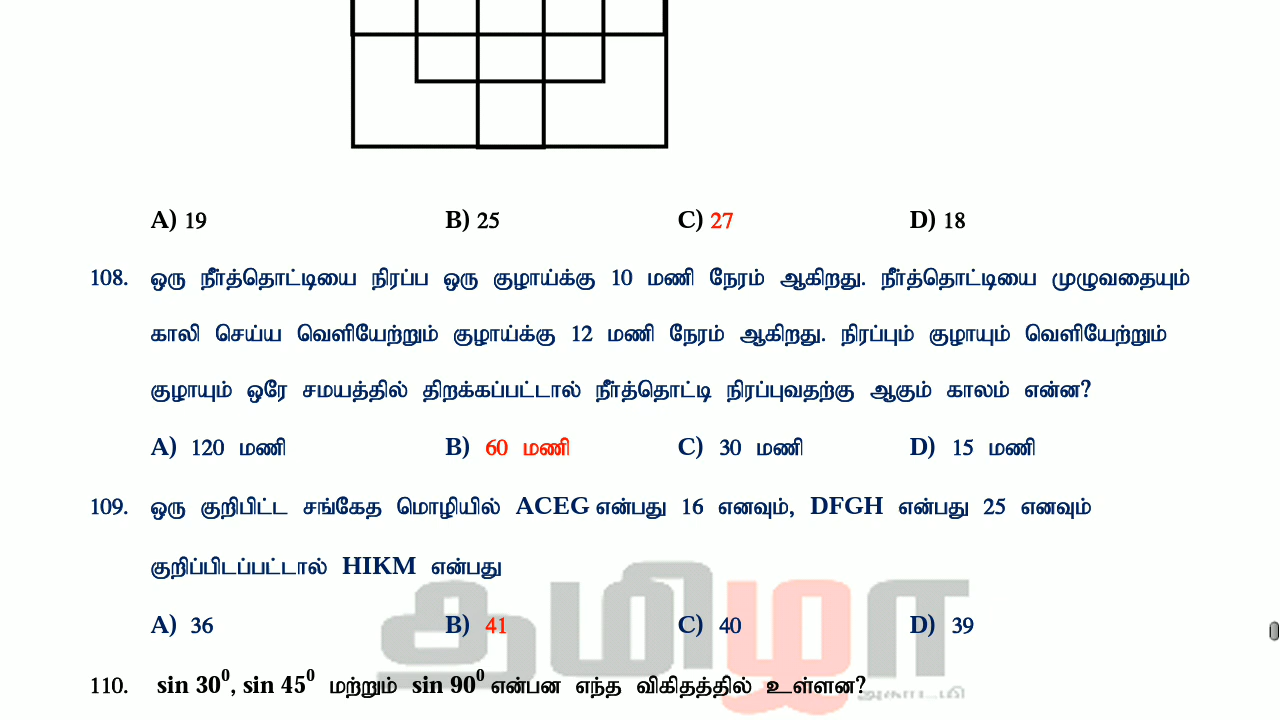 A) 19 B) 25 C) 27 D) 18
108. ஒரு நீர்த்தொட்டியை நிரப்ப ஒரு குழாய்க்கு 10 மணி நேரம் ஆகிறது. நீர்த்தொட்டியை முழுவதையும்
காலி செய்ய வெளியேற்றும் குழாய்க்கு 12 மணி நேரம் ஆகிறது. நிரப்பும் குழாயும் வெளியேற்றும்
குழாயும் ஒரே சமயத்தில் திறக்கப்பட்டால் நீர்த்தொட்டி நிரப்புவதற்கு ஆகும் காலம் என்ன?
A) 120 மணி B) 60 மணி C) 30 மணி D) 15 மணி
109. ஒரு குறிபிட்ட சங்கேத மொழியில் ACEG என்பது 16 எனவும், DFGH என்பது 25 எனவும்
குறிப்பிடப்பட்டால் HIKM என்பது
A) 36 B) 41 C) 40 D) 39
தமிழா
110. sin 30⁰, sin 45⁰ மற்றும் sin 90⁰ என்பன எந்த விகிதத்தில் உள்ளன?